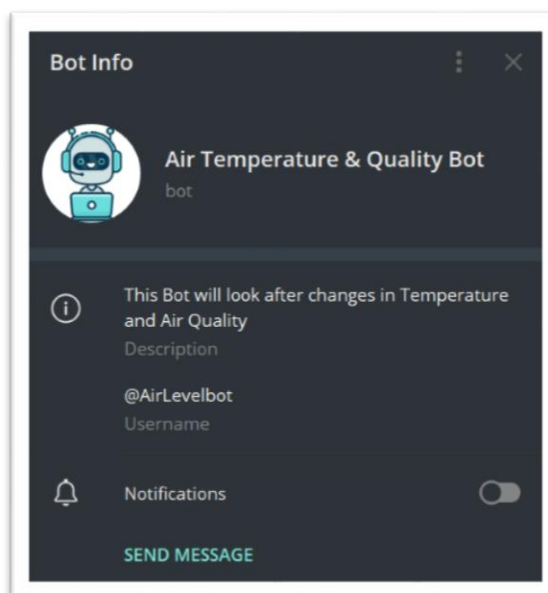 Bot Info
Air Temperature & Quality Bot
bot
This Bot will look after changes in Temperature
and Air Quality
Description
@AirLevelbot
Username
Notifications
SEND MESSAGE